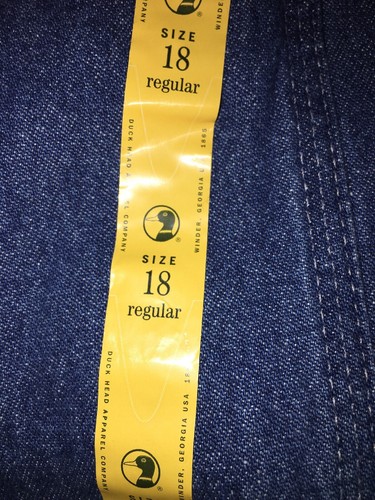 SIZE
18
regular
DUCK HEAD APPAREL COMPANY
WINDER, GEORGIA
®
SIZE
18
regular
DUCK HEAD APPAREL COMPANY
WINDER, GEORGIA USA
®